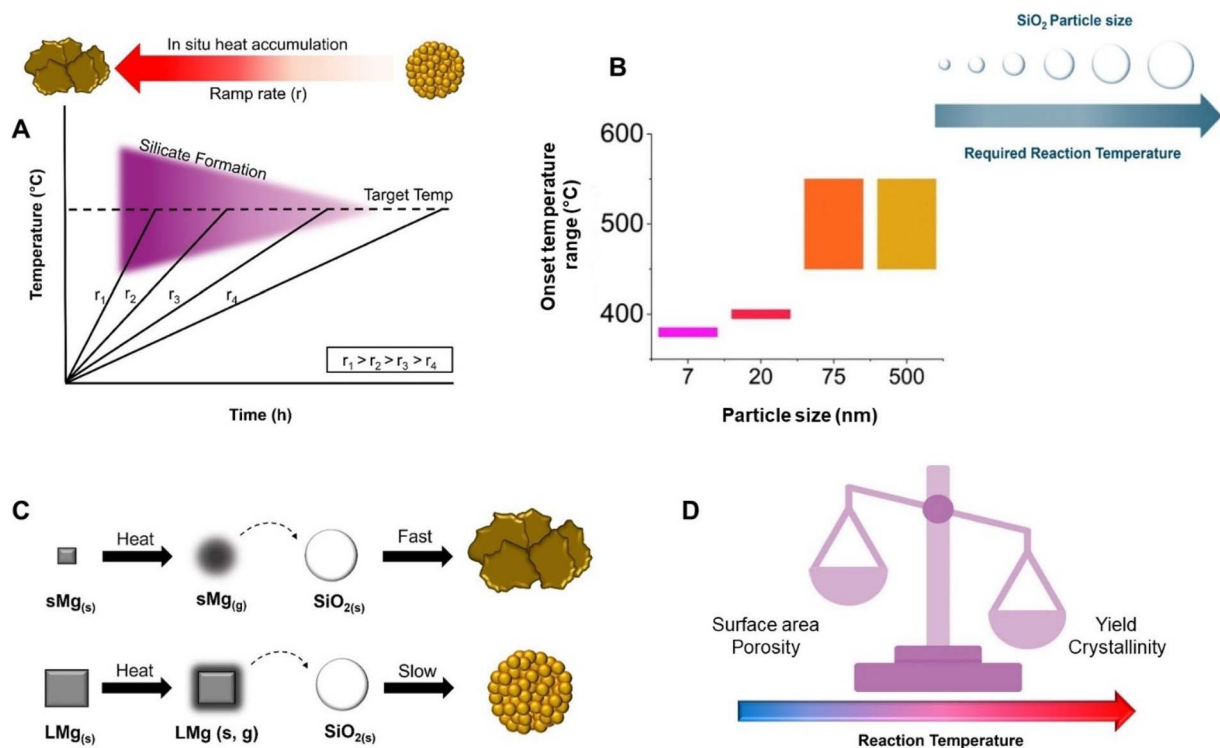 In situ heat accumulation
Ramp rate (r)
A
Temperature (°C)
Silicate Formation
Target Temp
r1
r2
r3
r4
r1 > r2 > r3 > r4
Time (h)
B
SiO2 Particle size
Required Reaction Temperature
Onset temperature
range (°C)
600
500
400
7
20
75
500
Particle size (nm)
C
Heat
Fast
sMg(s)
sMg(g)
SiO2(s)
Heat
Slow
LMg(s)
LMg (s, g)
SiO2(s)
D
Surface area
Porosity
Yield
Crystallinity
Reaction Temperature